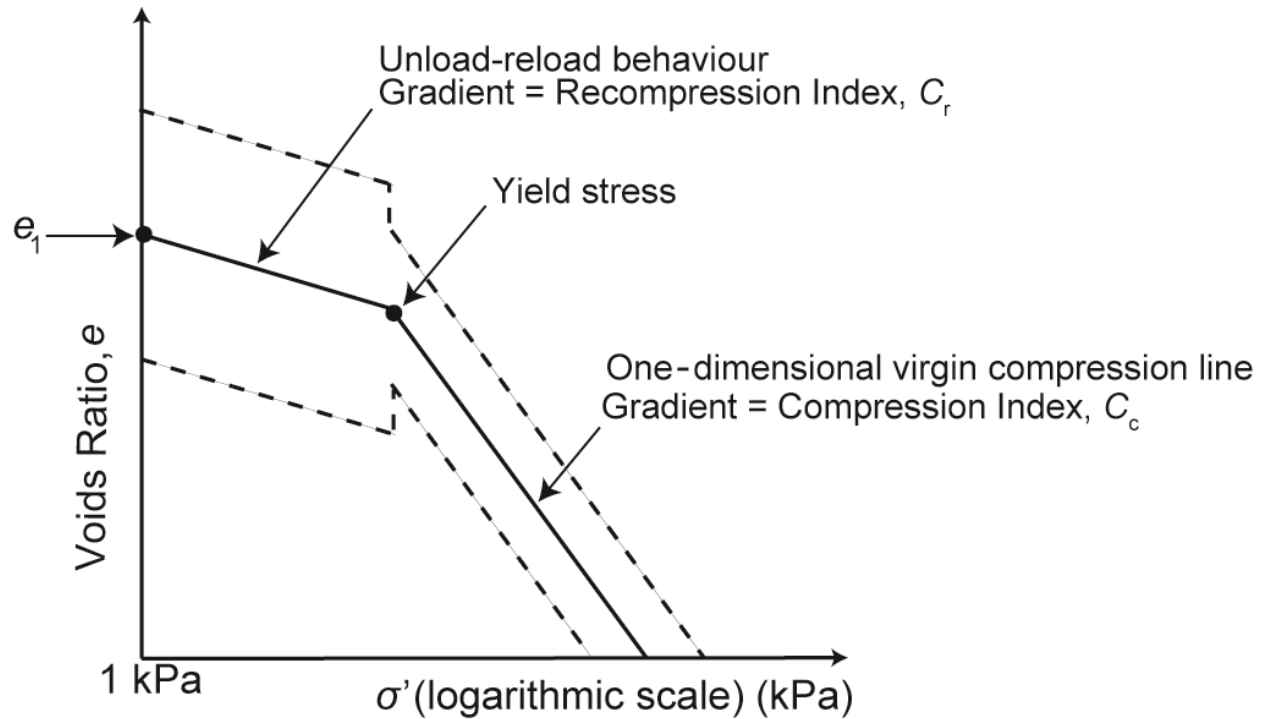 Unload-reload behaviour
Gradient = Recompression Index, Cr
Yield stress
e1
One-dimensional virgin compression line
Gradient = Compression Index, Cc
Voids Ratio, e
1 kPa
σ' (logarithmic scale) (kPa)